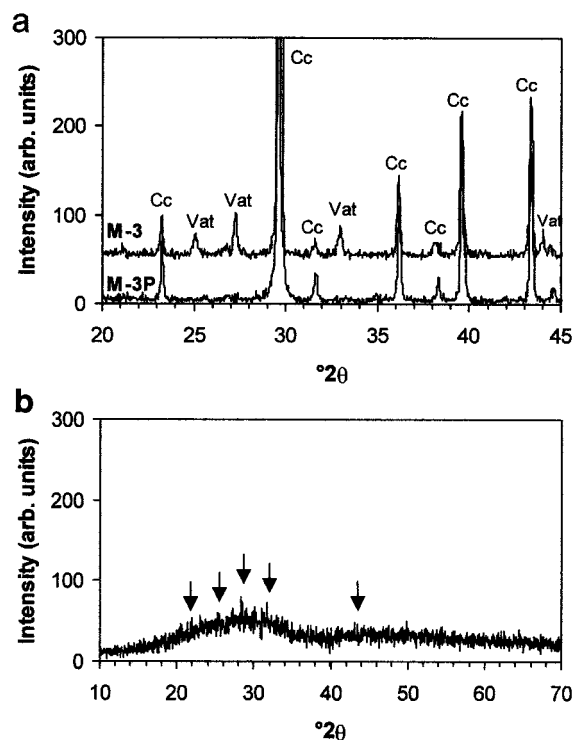 a
300
200
100
0
Intensity (arb. units)
Cc
Cc
Cc
Cc
Vat
Vat
Cc
Vat
Cc
Cc
Vat
M-3
M-3P
20 25 30 35 40 45
°2θ
b
300
200
100
0
Intensity (arb. units)
10 20 30 40 50 60 70
°2θ